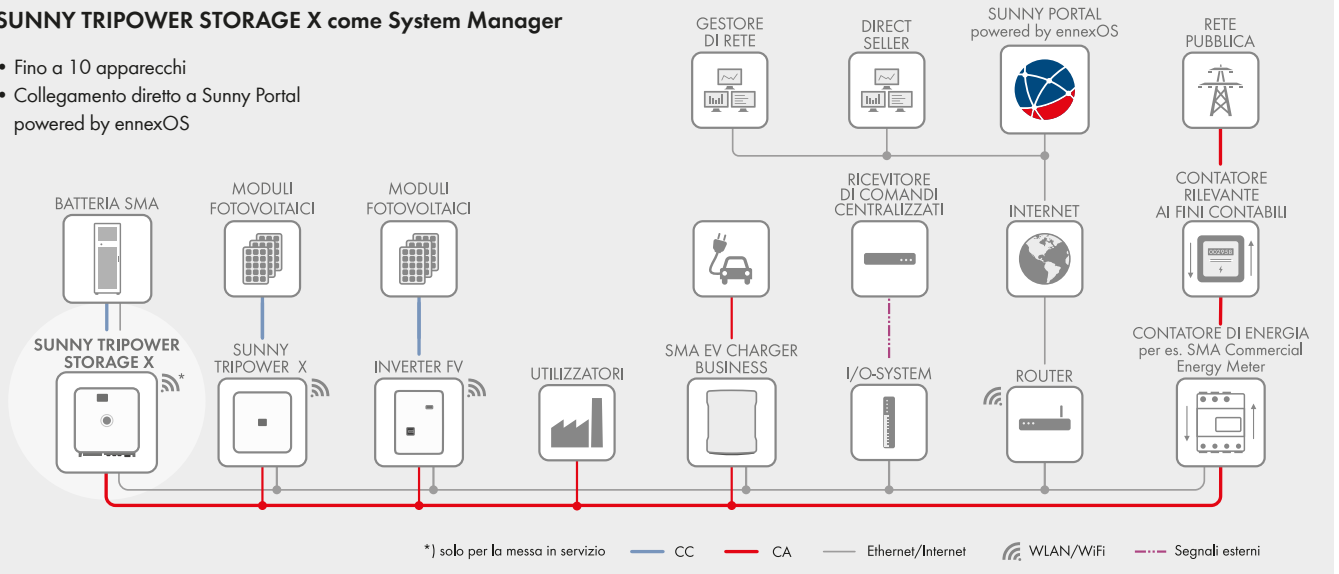 SUNNY TRIPOWER STORAGE X come System Manager
• Fino a 10 apparecchi
• Collegamento diretto a Sunny Portal
powered by ennexOS
GESTORE
DI RETE
DIRECT
SELLER
SUNNY PORTAL
powered by ennexOS
RETE
PUBBLICA
BATTERIA SMA
MODULI
FOTOVOLTAICI
MODULI
FOTOVOLTAICI
RICEVITORE
DI COMANDI
CENTRALIZZATI
INTERNET
CONTATORE
RILEVANTE
AI FINI CONTABILI
SUNNY TRIPOWER
STORAGE X
*
SUNNY
TRIPOWER X
INVERTER FV
UTILIZZATORI
SMA EV CHARGER
BUSINESS
I/O-SYSTEM
ROUTER
CONTATORE DI ENERGIA
per es. SMA Commercial
Energy Meter
*) solo per la messa in servizio
CC
CA
Ethernet/Internet
WLAN/WiFi
Segnali esterni